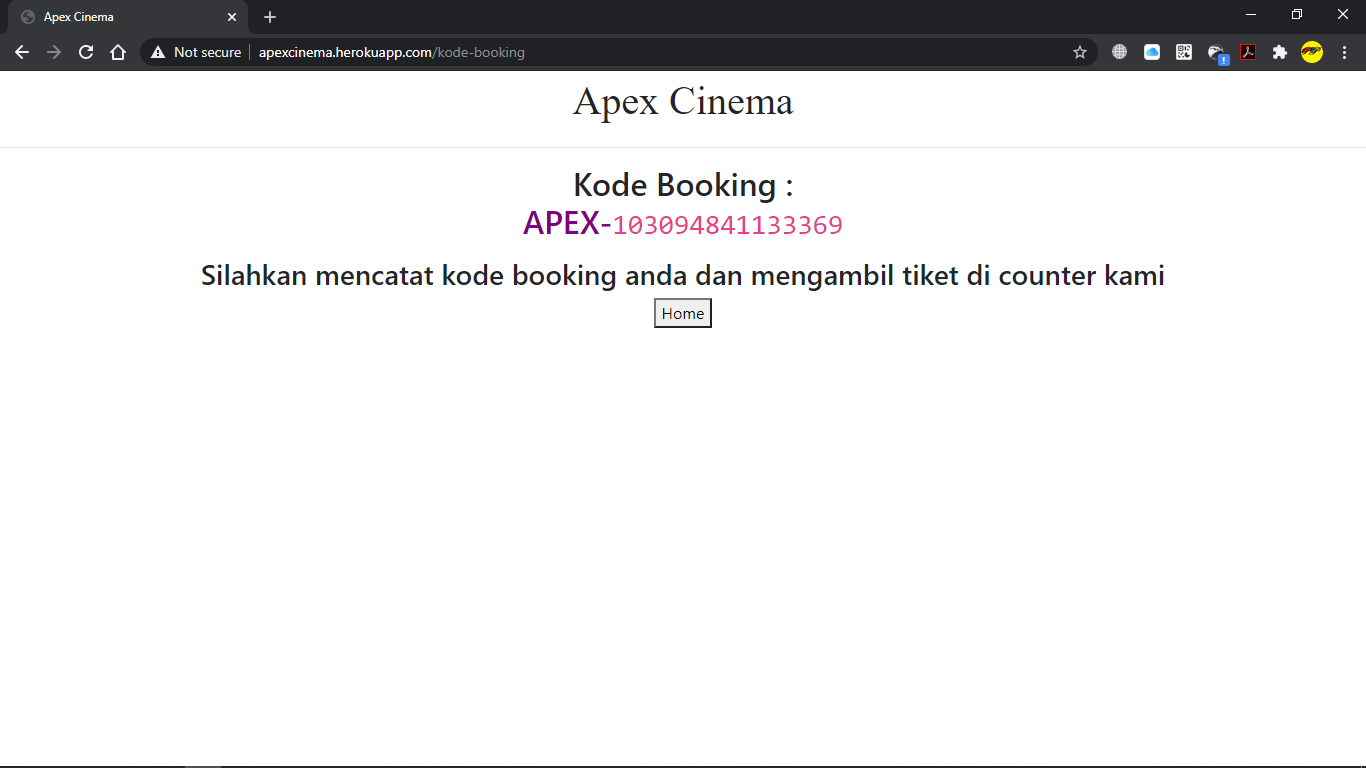 Apex Cinema
Not secure
apexcinema.herokuapp.com/kode-booking
Apex Cinema
Kode Booking :
APEX-103094841133369
Silahkan mencatat kode booking anda dan mengambil tiket di counter kami
Home